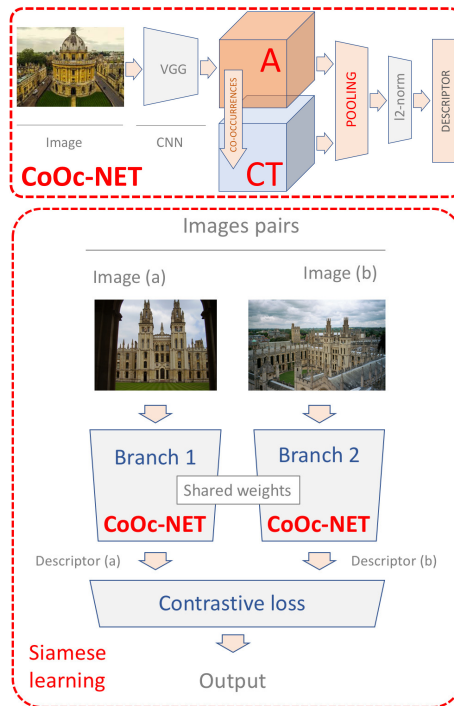 VGG
A
CO-OCCURRENCES
CT
POOLING
l2-norm
DESCRIPTOR
Image
CNN
CoOc-NET
Images pairs
Image (a)
Image (b)
Branch 1
Branch 2
Shared weights
CoOc-NET
CoOc-NET
Descriptor (a)
Descriptor (b)
Contrastive loss
Siamese
learning
Output